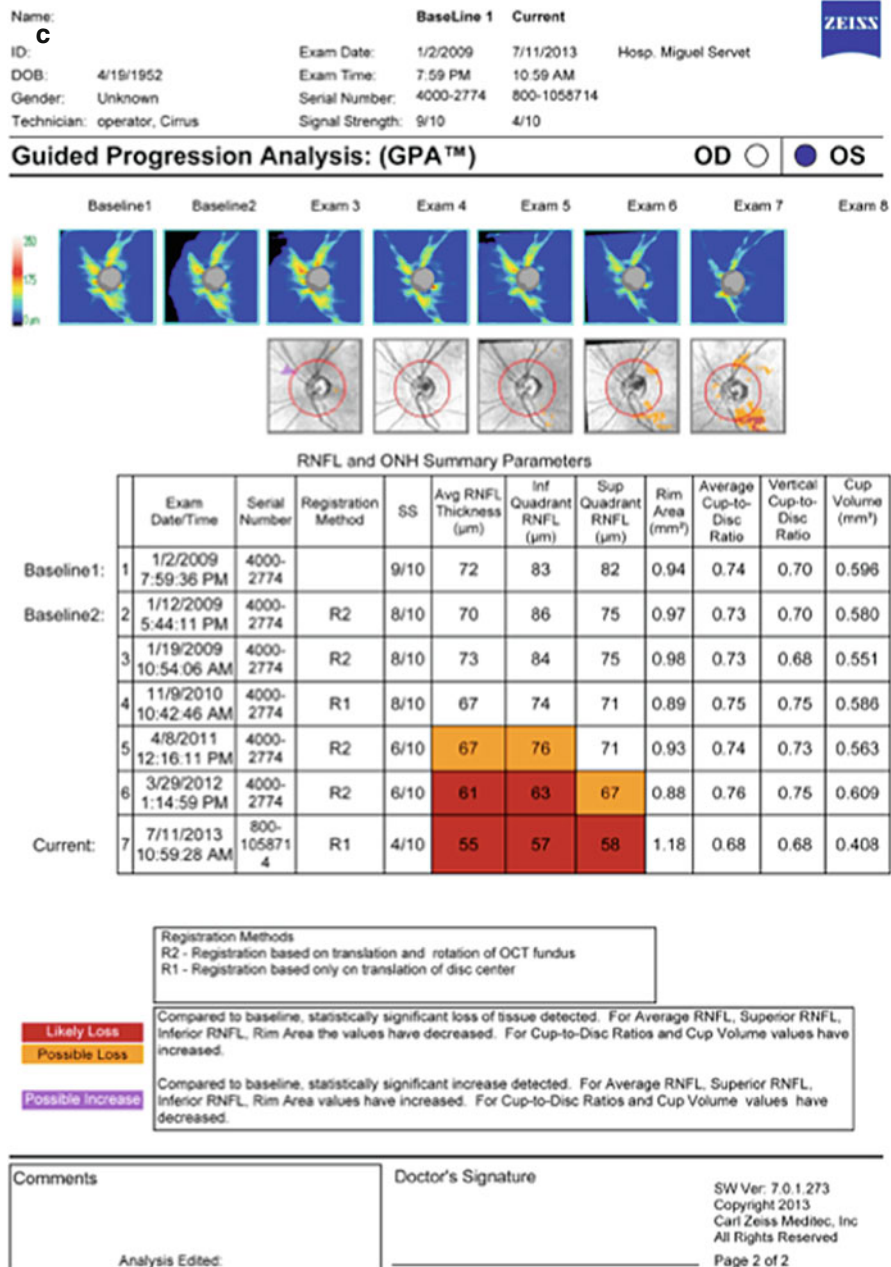 Name: BaseLine 1 Current
c
ZEISS
ID: Exam Date: 1/2/2009 7/11/2013 Hosp. Miguel Servet
DOB: 4/19/1952 Exam Time: 7:59 PM 10:59 AM
Gender: Unknown Serial Number: 4000-2774 800-1058714
Technician: operator, Cirrus Signal Strength: 9/10 4/10
Guided Progression Analysis: (GPA™) OD OS
Baseline1 Baseline2 Exam 3 Exam 4 Exam 5 Exam 6 Exam 7 Exam 8
350
175
0 µm
RNFL and ONH Summary Parameters
Exam Date/Time Serial Number Registration Method SS Avg RNFL Thickness (µm) Inf Quadrant RNFL (µm) Sup Quadrant RNFL (µm) Rim Area (mm²) Average Cup-to-Disc Ratio Vertical Cup-to-Disc Ratio Cup Volume (mm³)
Baseline1: 1 1/2/2009 7:59:36 PM 4000-2774 9/10 72 83 82 0.94 0.74 0.70 0.596
Baseline2: 2 1/12/2009 5:44:11 PM 4000-2774 R2 8/10 70 86 75 0.97 0.73 0.70 0.580
3 1/19/2009 10:54:06 AM 4000-2774 R2 8/10 73 84 75 0.98 0.73 0.68 0.551
4 11/9/2010 10:42:46 AM 4000-2774 R1 8/10 67 74 71 0.89 0.75 0.75 0.586
5 4/8/2011 12:16:11 PM 4000-2774 R2 6/10 67 76 71 0.93 0.74 0.73 0.563
6 3/29/2012 1:14:59 PM 4000-2774 R2 6/10 61 63 67 0.88 0.76 0.75 0.609
Current: 7 7/11/2013 10:59:28 AM 800-1058714 R1 4/10 55 57 58 1.18 0.68 0.68 0.408
Registration Methods
R2 - Registration based on translation and rotation of OCT fundus
R1 - Registration based only on translation of disc center
Likely Loss
Possible Loss
Compared to baseline, statistically significant loss of tissue detected. For Average RNFL, Superior RNFL,
Inferior RNFL, Rim Area the values have decreased. For Cup-to-Disc Ratios and Cup Volume values have
increased.
Possible Increase
Compared to baseline, statistically significant increase detected. For Average RNFL, Superior RNFL,
Inferior RNFL, Rim Area values have increased. For Cup-to-Disc Ratios and Cup Volume values have
decreased.
Comments
Doctor's Signature
SW Ver: 7.0.1.273
Copyright 2013
Carl Zeiss Meditec, Inc
All Rights Reserved
Analysis Edited:
Page 2 of 2